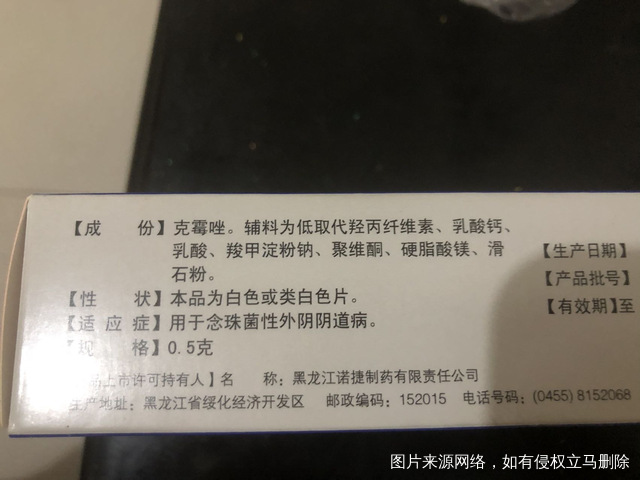 【成 份】克霉唑。辅料为低取代羟丙纤维素、乳酸钙、
乳酸、羧甲淀粉钠、聚维酮、硬脂酸镁、滑
石粉。
【性 状】本品为白色或类白色片。
【适 应 症】用于念珠菌性外阴阴道病。
【规 格】0.5克
上市许可持有人】名 称：黑龙江诺捷制药有限责任公司
生产地址：黑龙江省绥化经济开发区 邮政编码：152015 电话号码：(0455) 8152068
【生产日期】
【产品批号】
【有效期】至
图片来源网络，如有侵权立马删除